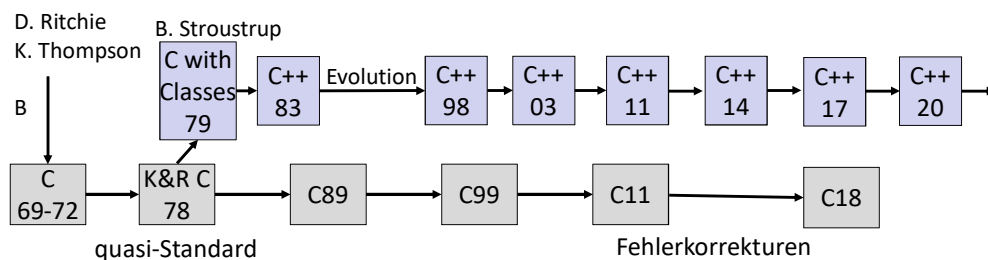 D. Ritchie
K. Thompson
B. Stroustrup
C with
Classes
79
C++
83
Evolution
C++
98
C++
03
C++
11
C++
14
C++
17
C++
20
B
C
69-72
K&R C
78
C89
C99
C11
C18
quasi-Standard
Fehlerkorrekturen